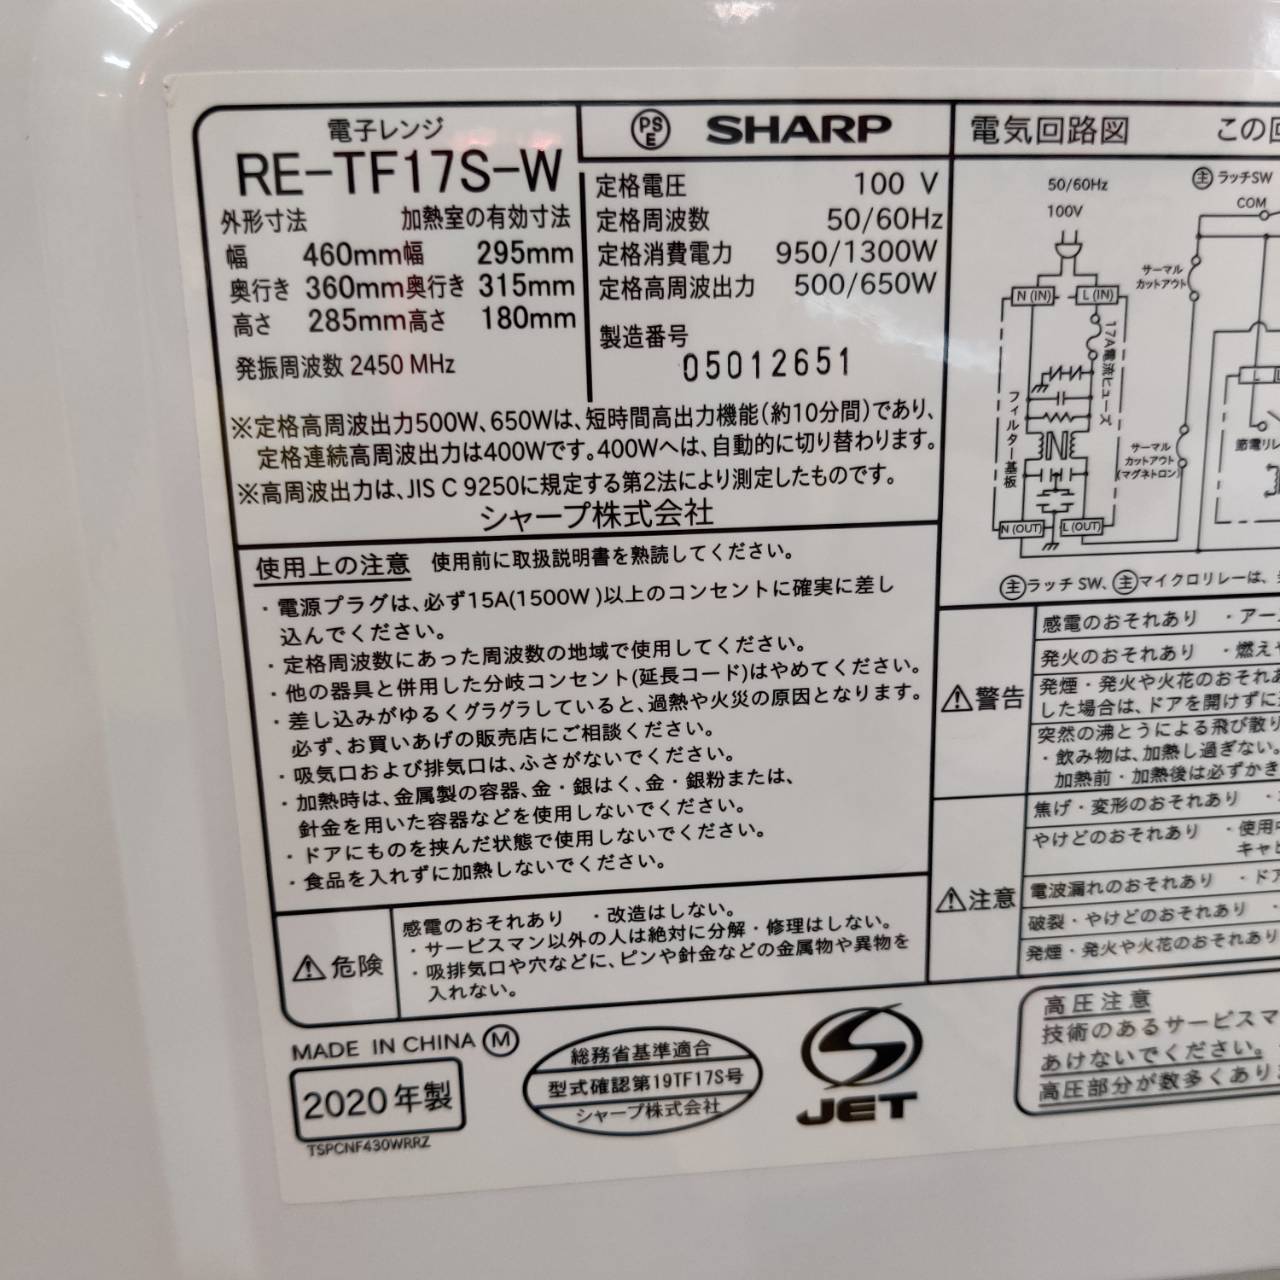 電子レンジ
RE-TF17S-W
外形寸法 加熱室の有効寸法
幅 460mm幅 295mm
奥行き 360mm奥行き 315mm
高さ 285mm高さ 180mm
発振周波数 2450 MHz
PSE SHARP
定格電圧 100 V
定格周波数 50/60Hz
定格消費電力 950/1300W
定格高周波出力 500/650W
製造番号
05012651
※定格高周波出力500W、650Wは、短時間高出力機能(約10分間)であり、
定格連続高周波出力は400Wです。400Wへは、自動的に切り替わります。
※高周波出力は、JIS C 9250に規定する第2法により測定したものです。
シャープ株式会社
使用上の注意 使用前に取扱説明書を熟読してください。
・電源プラグは、必ず15A(1500W)以上のコンセントに確実に差し
込んでください。
・定格周波数にあった周波数の地域で使用してください。
・他の器具と併用した分岐コンセント(延長コード)はやめてください。
・差し込みがゆるくグラグラしていると、過熱や火災の原因となります。
必ず、お買いあげの販売店にご相談ください。
・吸気口および排気口は、ふさがないでください。
・加熱時は、金属製の容器、金・銀はく、金・銀粉または、
針金を用いた容器などを使用しないでください。
・ドアにものを挟んだ状態で使用しないでください。
・食品を入れずに加熱しないでください。
危険
感電のおそれあり ・改造はしない。
・サービスマン以外の人は絶対に分解・修理はしない。
・吸排気口や穴などに、ピンや針金などの金属物や異物を
入れない。
MADE IN CHINA M
2020年製
TSPCNF430WRRZ
総務省基準適合
型式確認第19TF17S号
シャープ株式会社
S
JET
電気回路図 この回
50/60Hz
100V
主 ラッチSW
COM
サーマル
カットアウト
N (IN) L (IN)
17A電流ヒューズ
フィルター基板
サーマル
カットアウト
(マグネトロン)
節電リレ
N (OUT) L (OUT)
主ラッチ SW、主マイクロリレーは、
警告
感電のおそれあり ・アー
発火のおそれあり ・燃え
発煙・発火や火花のおそれあ
した場合は、ドアを開けずに
突然の沸とうによる飛び散り
・飲み物は、加熱し過ぎない。
加熱前・加熱後は必ずかき
注意
焦げ・変形のおそれあり ・
やけどのおそれあり ・使用中
キャビ
電波漏れのおそれあり ・ドア
破裂・やけどのおそれあり ・
発煙・発火や火花のおそれあり
高圧注意
技術のあるサービスマ
あけないでください。
高圧部分が数多くあり